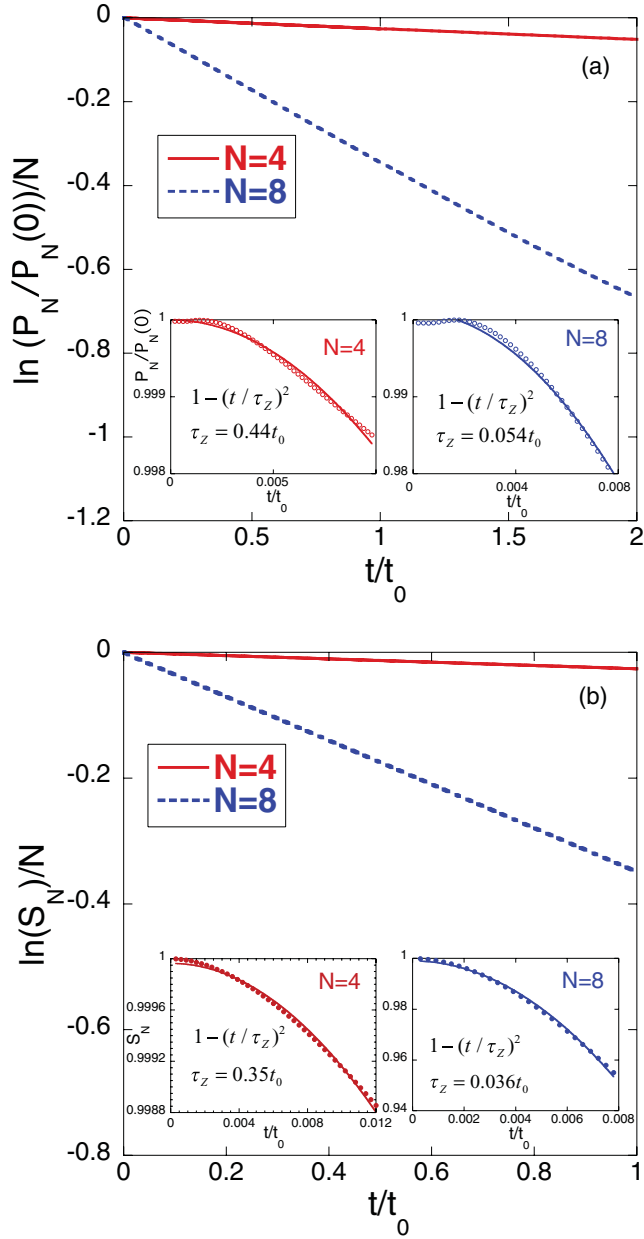 (a)
0
-0.2
-0.4
-0.6
-0.8
-1
-1.2
ln (P_N/P_N(0))/N
N=4
N=8
0 0.5 1 1.5 2
t/t_0
N=4
1
0.999
0.998
P_N/P_N(0)
1−(t/τ_Z)^2
τ_Z=0.44t_0
0.005
t/t_0
N=8
1
0.99
0.98
1−(t/τ_Z)^2
τ_Z=0.054t_0
0 0.004 0.008
t/t_0
(b)
0
-0.2
-0.4
-0.6
-0.8
ln(S_N)/N
N=4
N=8
0 0.2 0.4 0.6 0.8 1
t/t_0
N=4
1
0.9996
0.9992
0.9988
S_N
1−(t/τ_Z)^2
τ_Z=0.35t_0
0 0.004 0.008 0.012
t/t_0
N=8
1
0.98
0.96
0.94
1−(t/τ_Z)^2
τ_Z=0.036t_0
0 0.002 0.004 0.006 0.008
t/t_0